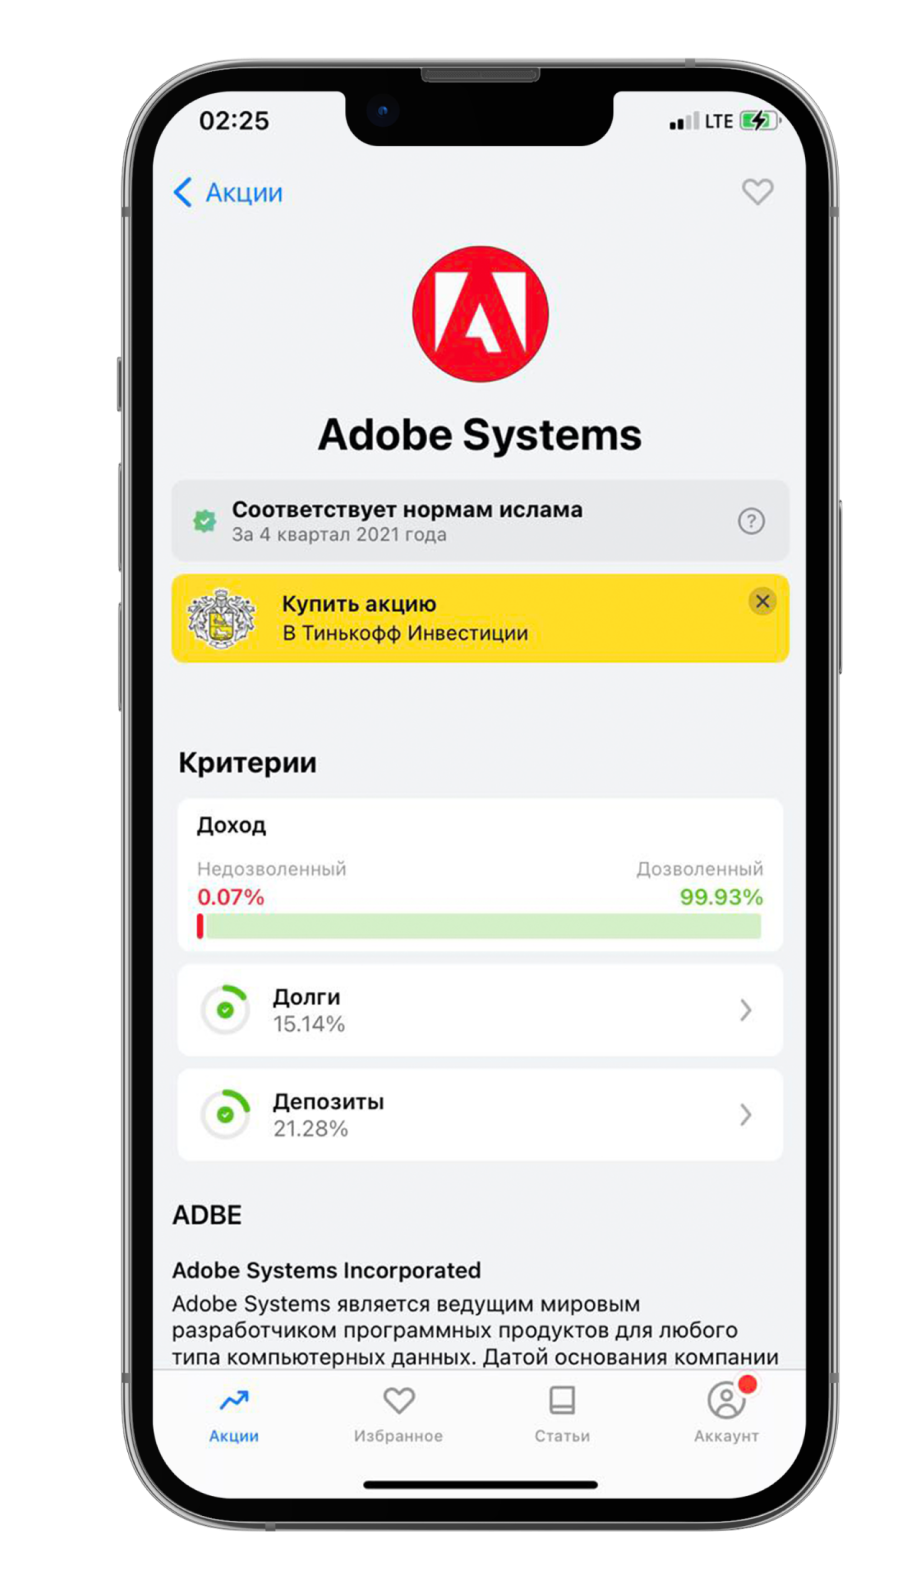 02:25
LTE
Акции
Adobe Systems
Соответствует нормам ислама
За 4 квартал 2021 года
Купить акцию
В Тинькофф Инвестиции
Критерии
Доход
Недозволенный Дозволенный
0.07% 99.93%
Долги
15.14%
Депозиты
21.28%
ADBE
Adobe Systems Incorporated
Adobe Systems является ведущим мировым
разработчиком программных продуктов для любого
типа компьютерных данных. Датой основания компании
Акции Избранное Статьи Аккаунт